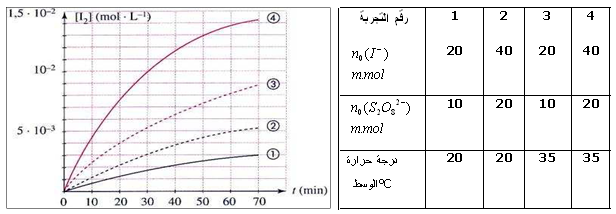 [I₂] (mol · L⁻¹)
1,5 · 10⁻²
10⁻²
5 · 10⁻³
④
③
②
①
t (min)
0 10 20 30 40 50 60 70
رقم التجربة 1 2 3 4
n₀(I⁻) 20 40 20 40
m.mol
n₀(S₂O₈²⁻) 10 20 10 20
m.mol
درجة حرارة 20 20 35 35
الوسط °C